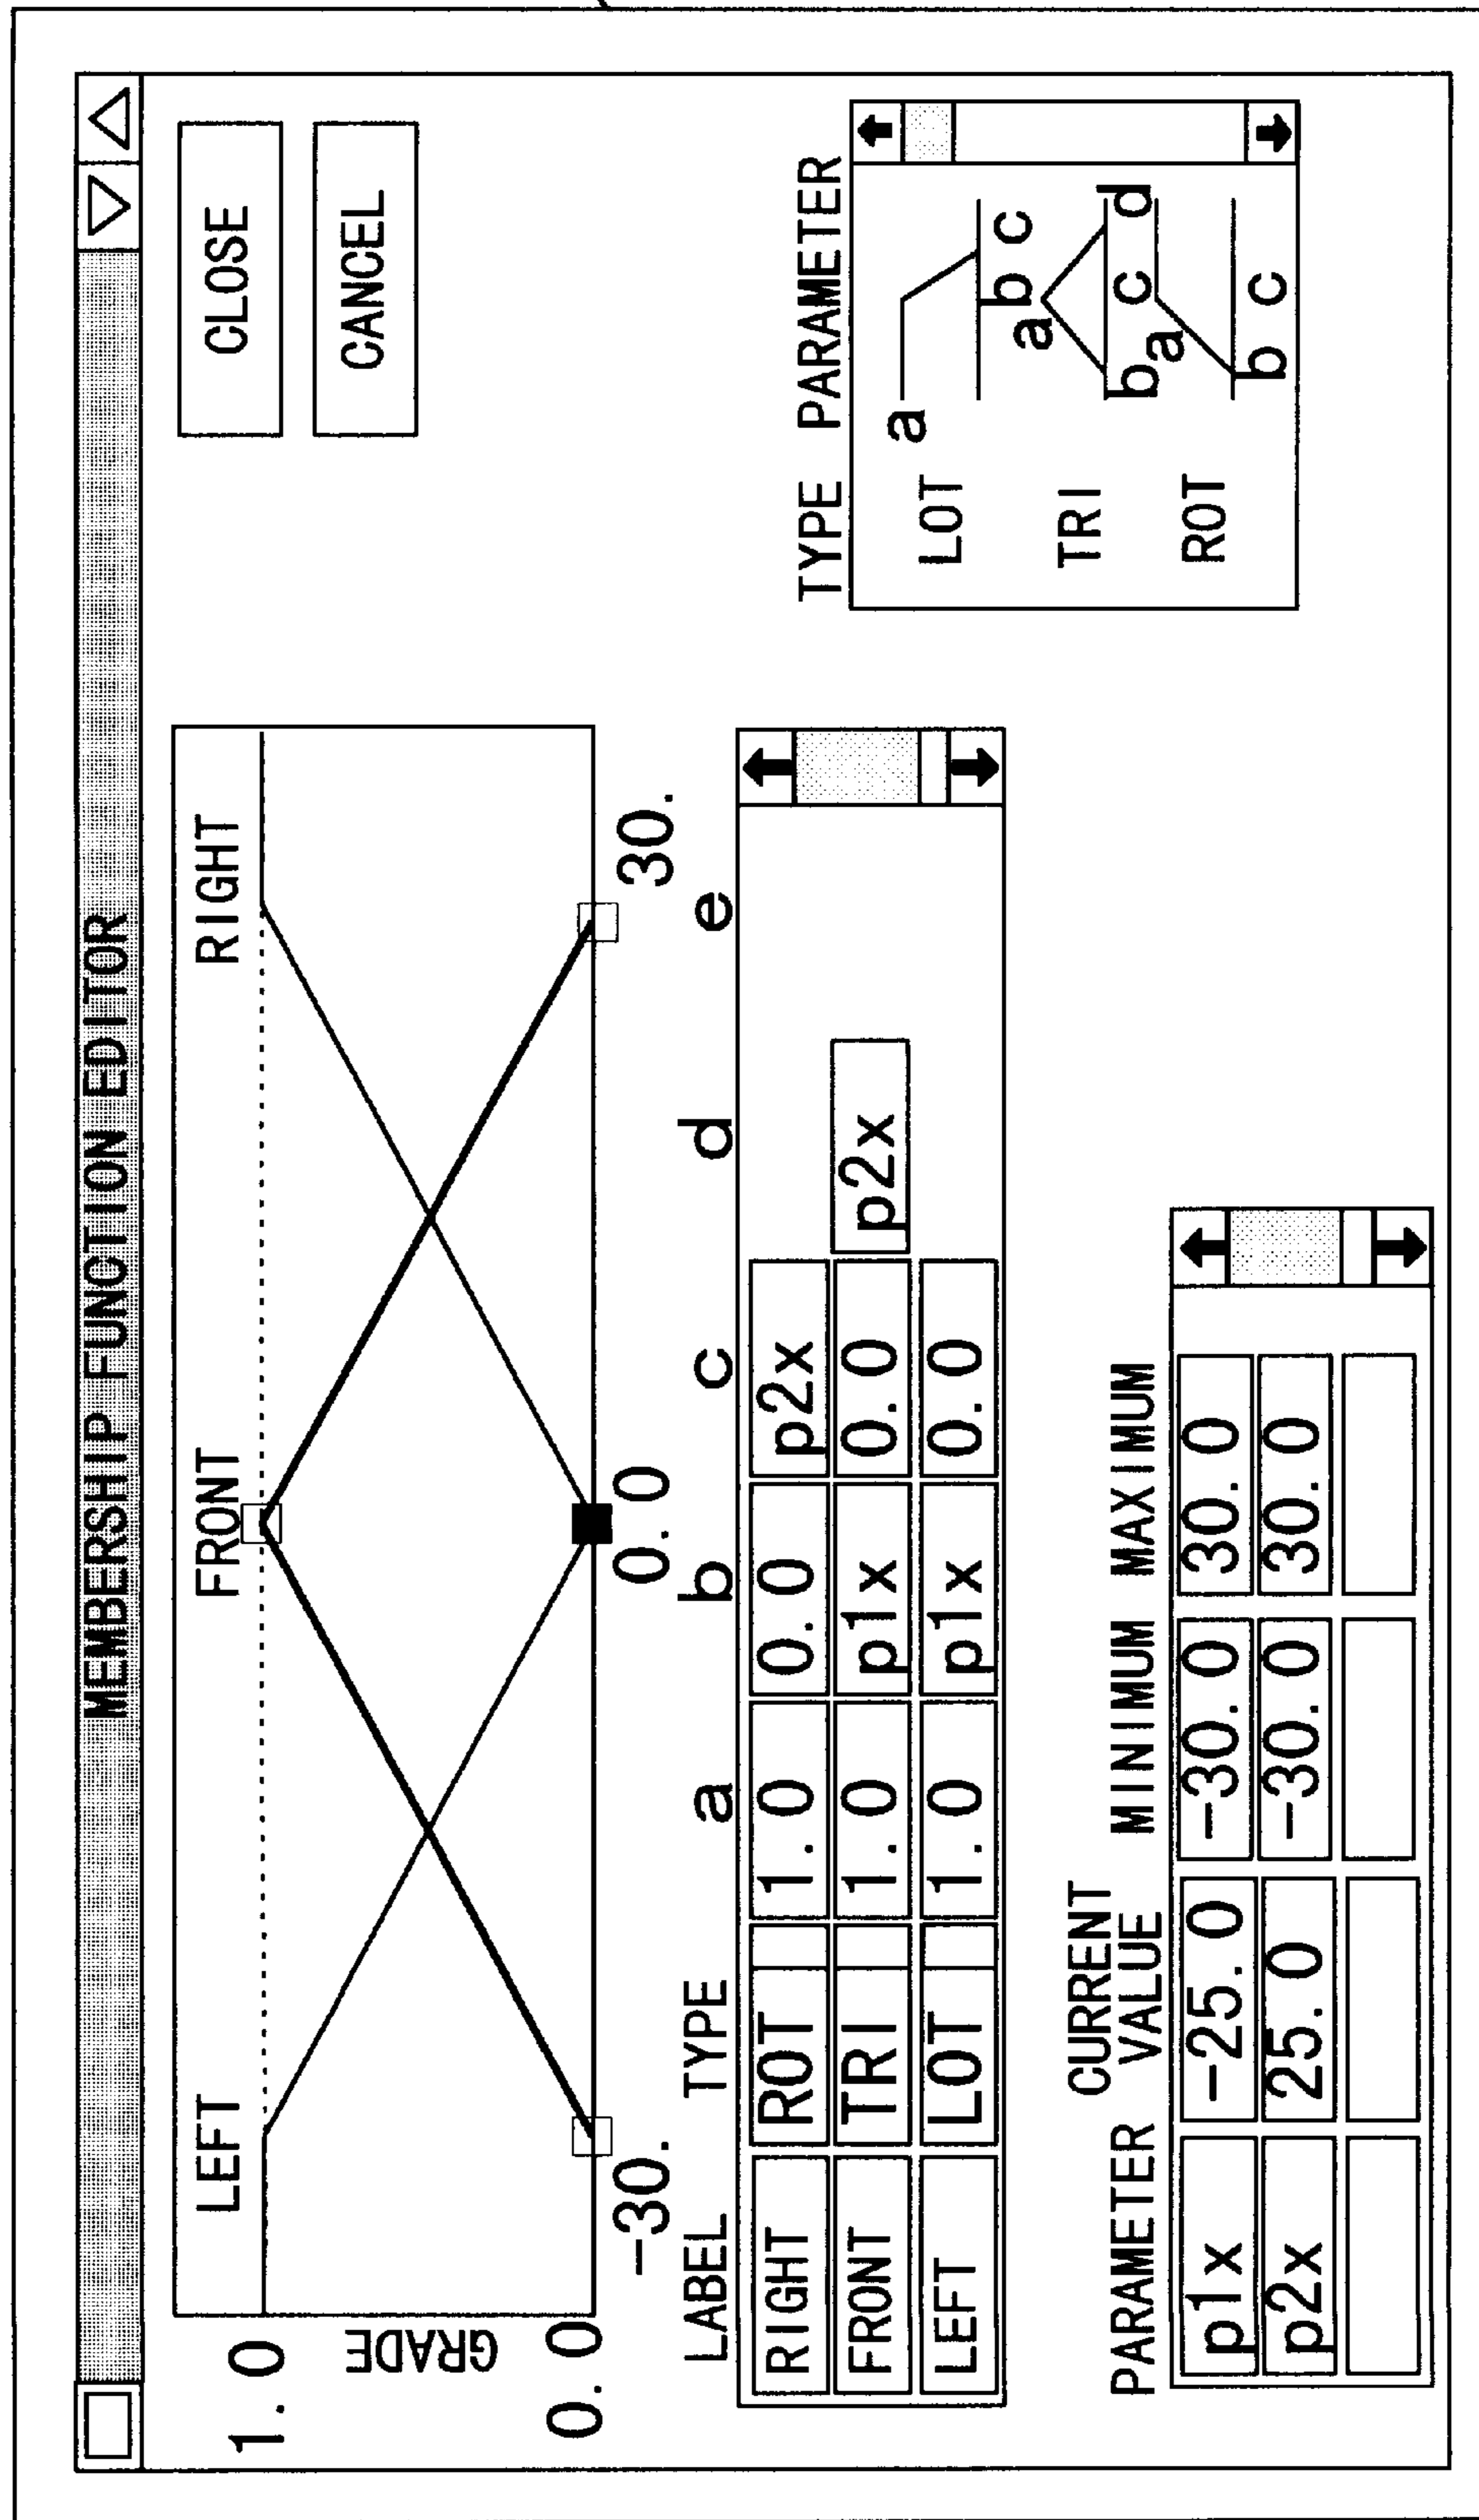 MEMBERSHIP FUNCTION EDITOR
LEFT FRONT RIGHT
1.0
GRADE
0.0
-30. 0.0 30.
CLOSE
CANCEL
LABEL TYPE a b c d e
RIGHT ROT 1.0 0.0 p2x
FRONT TRI 1.0 p1x 0.0 p2x
LEFT LOT 1.0 p1x 0.0
TYPE PARAMETER
LOT a b c
TRI a b c d
ROT a b c
PARAMETER CURRENT VALUE MINIMUM MAXIMUM
p1x -25.0 -30.0 30.0
p2x 25.0 -30.0 30.0